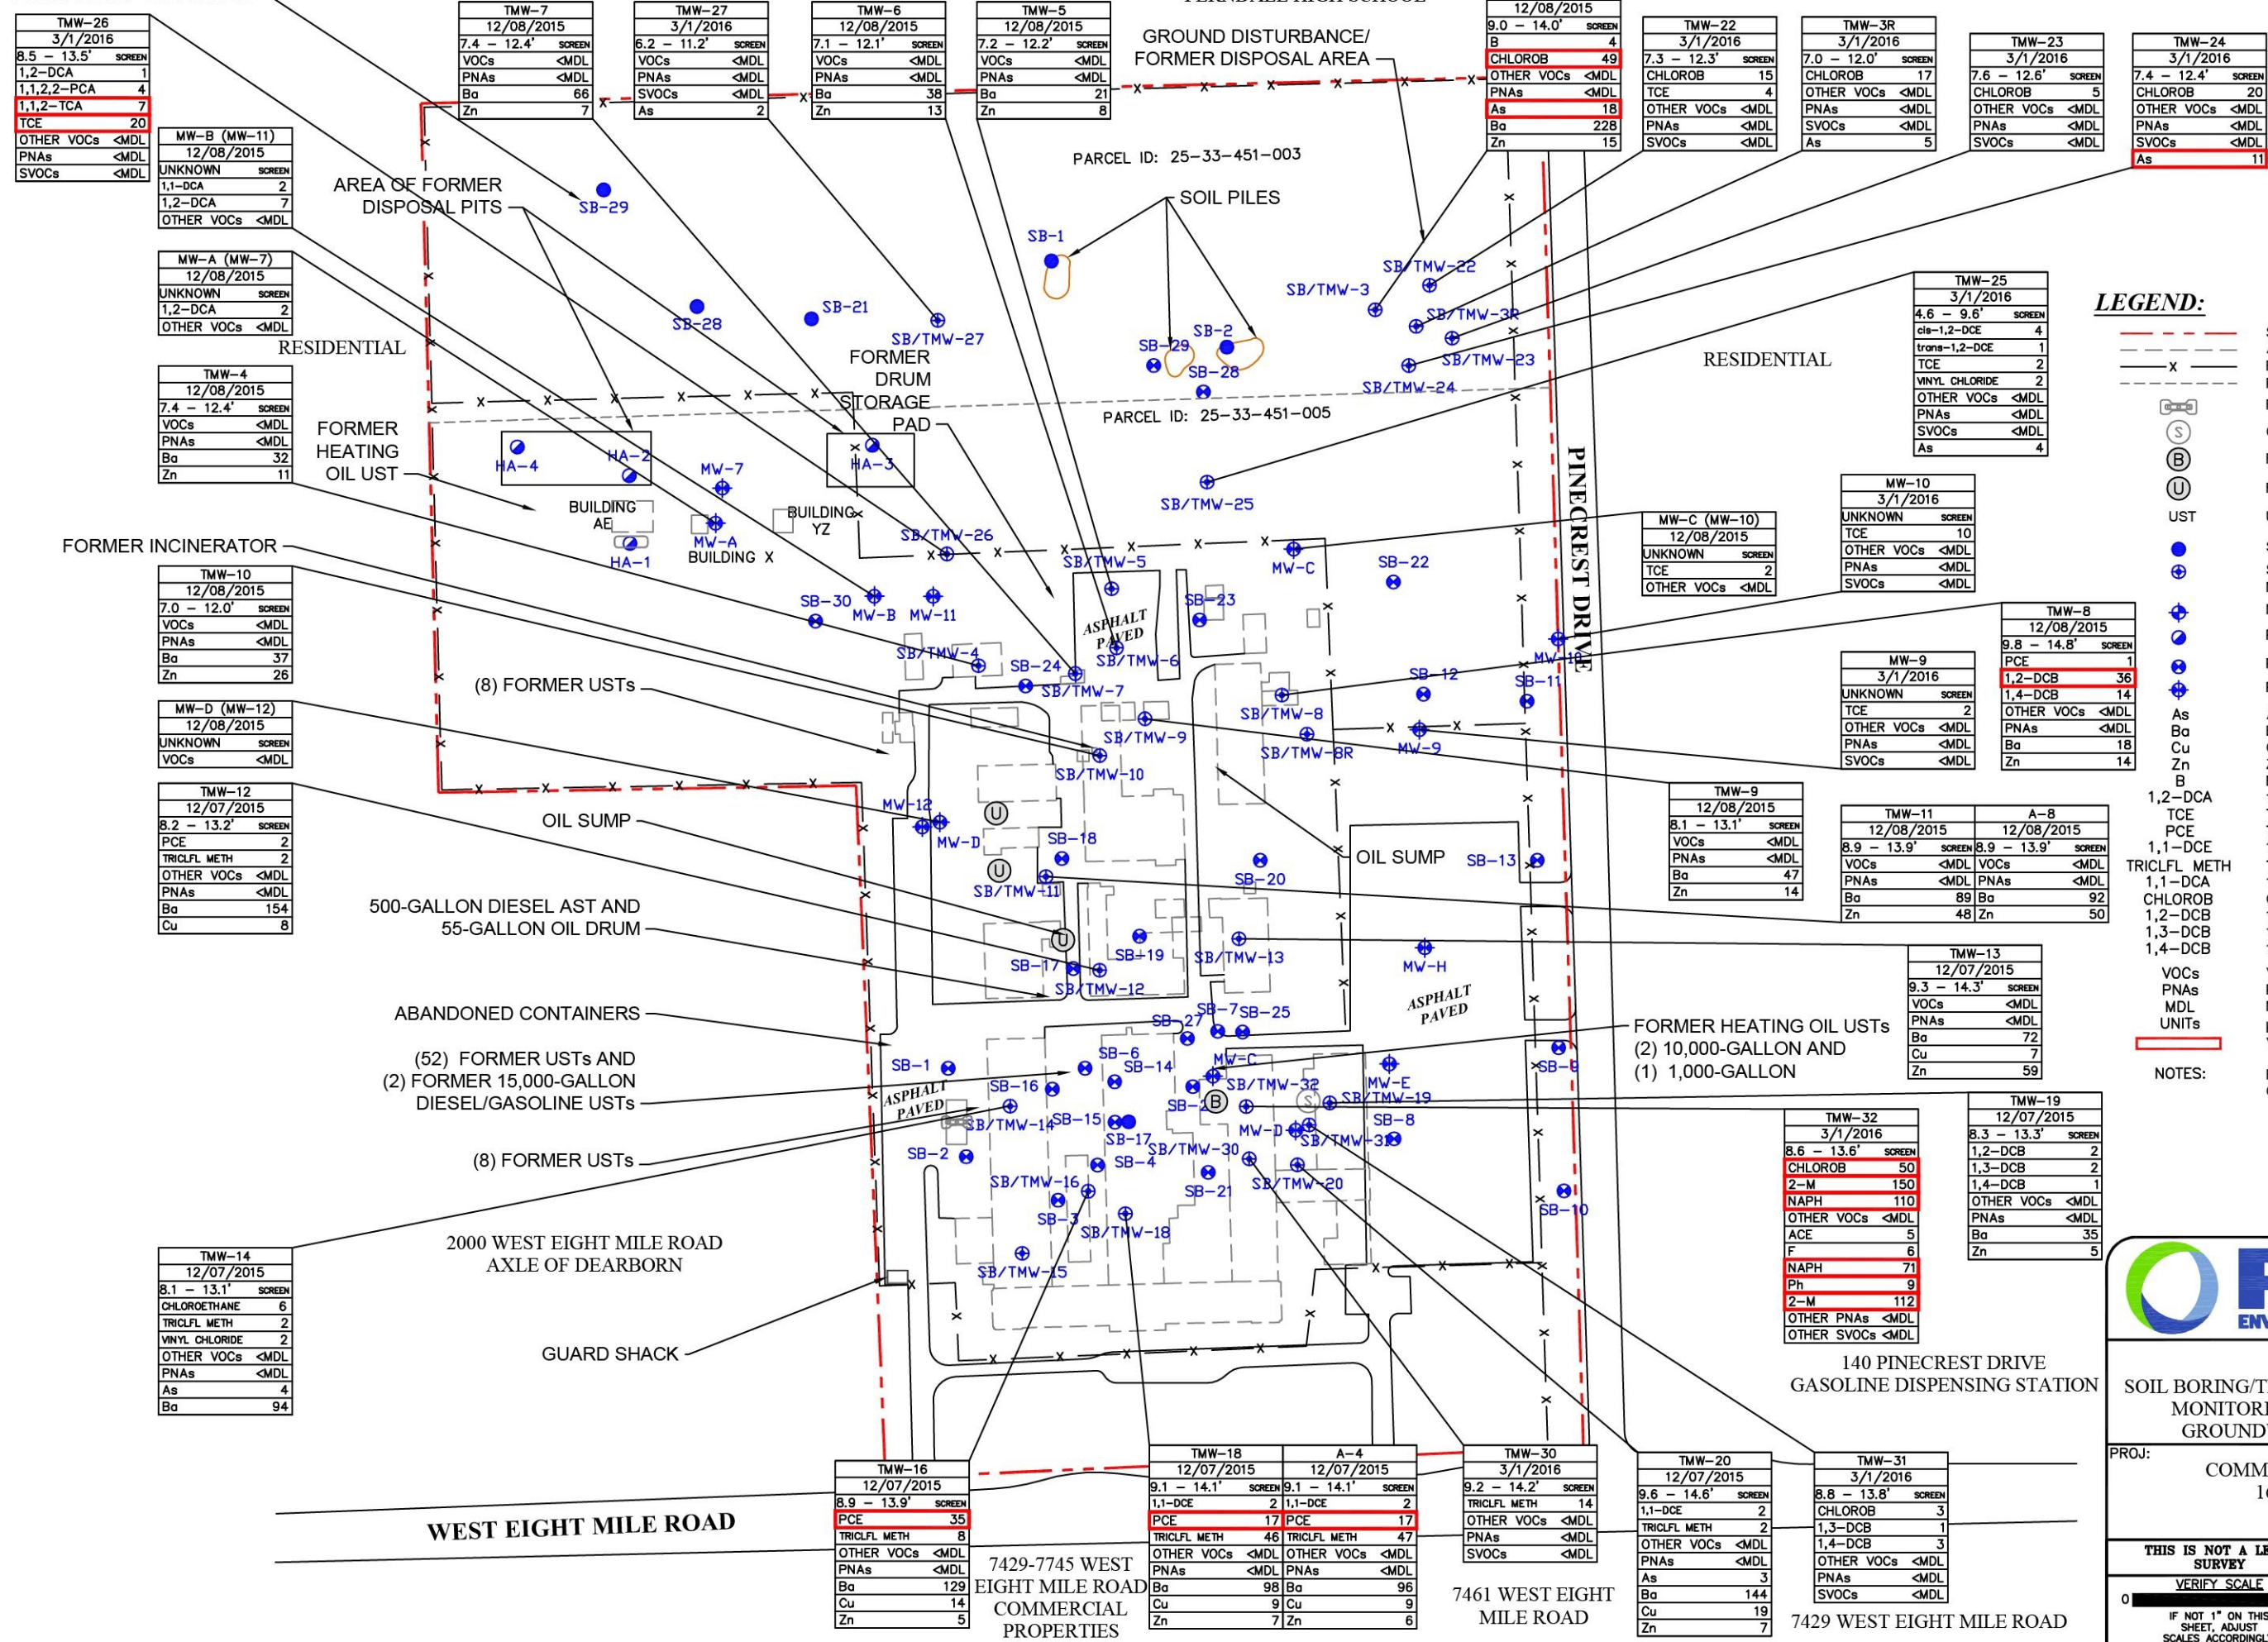 TMW-26
3/1/2016
8.5 - 13.5' SCREEN
1,2-DCA 1
1,1,2,2-PCA 4
1,1,2-TCA 7
TCE 20
OTHER VOCs <MDL
PNAs <MDL
SVOCs <MDL
TMW-7
12/08/2015
7.4 - 12.4' SCREEN
VOCs <MDL
PNAs <MDL
Ba 66
Zn 7
TMW-27
3/1/2016
6.2 - 11.2' SCREEN
VOCs <MDL
PNAs <MDL
SVOCs <MDL
As 2
TMW-6
12/08/2015
7.1 - 12.1' SCREEN
VOCs <MDL
PNAs <MDL
Ba 38
Zn 13
TMW-5
12/08/2015
7.2 - 12.2' SCREEN
VOCs <MDL
PNAs <MDL
Ba 21
Zn 8
GROUND DISTURBANCE/
FORMER DISPOSAL AREA
12/08/2015
9.0 - 14.0' SCREEN
B 4
CHLOROB 49
OTHER VOCs <MDL
PNAs <MDL
As 18
Ba 228
Zn 15
TMW-22
3/1/2016
7.3 - 12.3' SCREEN
CHLOROB 15
TCE 4
OTHER VOCs <MDL
PNAs <MDL
SVOCs <MDL
TMW-3R
3/1/2016
7.0 - 12.0' SCREEN
CHLOROB 17
OTHER VOCs <MDL
PNAs <MDL
SVOCs <MDL
As 5
TMW-23
3/1/2016
7.6 - 12.6' SCREEN
CHLOROB 5
OTHER VOCs <MDL
PNAs <MDL
SVOCs <MDL
TMW-24
3/1/2016
7.4 - 12.4' SCREEN
CHLOROB 20
OTHER VOCs <MDL
PNAs <MDL
SVOCs <MDL
As 11
MW-B (MW-11)
12/08/2015
UNKNOWN SCREEN
1,1-DCA 2
1,2-DCA 7
OTHER VOCs <MDL
MW-A (MW-7)
12/08/2015
UNKNOWN SCREEN
1,2-DCA 2
OTHER VOCs <MDL
AREA OF FORMER
DISPOSAL PITS
PARCEL ID: 25-33-451-003
SOIL PILES
SB-29
SB-1
SB-28
SB-21
SB/TMW-27
SB-2
SB-29
SB-28
SB/TMW-3
SB/TMW-22
SB/TMW-3R
SB/TMW-23
SB/TMW-24
RESIDENTIAL
RESIDENTIAL
FORMER
DRUM
STORAGE
PAD
PARCEL ID: 25-33-451-005
TMW-25
3/1/2016
4.6 - 9.6' SCREEN
cis-1,2-DCE 4
trans-1,2-DCE 1
TCE 2
VINYL CHLORIDE 2
OTHER VOCs <MDL
PNAs <MDL
SVOCs <MDL
As 4
TMW-4
12/08/2015
7.4 - 12.4' SCREEN
VOCs <MDL
PNAs <MDL
Ba 32
Zn 11
FORMER
HEATING
OIL UST
HA-4
HA-2
HA-3
MW-7
BUILDING
AE
MW-A
HA-1
BUILDING X
BUILDING
YZ
SB/TMW-26
SB/TMW-25
SB/TMW-5
MW-C
SB-22
SB-23
PINECREST DRIVE
MW-C (MW-10)
12/08/2015
UNKNOWN SCREEN
TCE 2
OTHER VOCs <MDL
MW-10
3/1/2016
UNKNOWN SCREEN
TCE 10
OTHER VOCs <MDL
PNAs <MDL
SVOCs <MDL
FORMER INCINERATOR
TMW-10
12/08/2015
7.0 - 12.0' SCREEN
VOCs <MDL
PNAs <MDL
Ba 37
Zn 26
SB-30
MW-B
MW-11
ASPHALT
PAVED
SB/TMW-4
SB-24
SB/TMW-6
SB/TMW-7
MW-10
SB-12
SB-11
SB/TMW-8
SB/TMW-8R
MW-9
MW-9
3/1/2016
UNKNOWN SCREEN
TCE 2
OTHER VOCs <MDL
PNAs <MDL
SVOCs <MDL
TMW-8
12/08/2015
9.8 - 14.8' SCREEN
PCE 1
1,2-DCB 36
1,4-DCB 14
OTHER VOCs <MDL
PNAs <MDL
Ba 18
Zn 14
(8) FORMER USTs
MW-D (MW-12)
12/08/2015
UNKNOWN SCREEN
VOCs <MDL
SB/TMW-9
SB/TMW-10
TMW-12
12/07/2015
8.2 - 13.2' SCREEN
PCE 2
TRICLFL METH 2
OTHER VOCs <MDL
PNAs <MDL
Ba 154
Cu 8
OIL SUMP
MW-12
MW-D
U
U
SB-18
SB/TMW-11
SB-20
OIL SUMP
SB-13
TMW-9
12/08/2015
8.1 - 13.1' SCREEN
VOCs <MDL
PNAs <MDL
Ba 47
Zn 14
TMW-11 A-8
12/08/2015 12/08/2015
8.9 - 13.9' SCREEN 8.9 - 13.9' SCREEN
VOCs <MDL VOCs <MDL
PNAs <MDL PNAs <MDL
Ba 89 Ba 92
Zn 48 Zn 50
500-GALLON DIESEL AST AND
55-GALLON OIL DRUM
U
SB-17
SB-19
SB/TMW-12
SB/TMW-13
MW-H
ASPHALT
PAVED
TMW-13
12/07/2015
9.3 - 14.3' SCREEN
VOCs <MDL
PNAs <MDL
Ba 72
Cu 7
Zn 59
ABANDONED CONTAINERS
SB-27
SB-7
SB-25
FORMER HEATING OIL USTs
(2) 10,000-GALLON AND
(1) 1,000-GALLON
(52) FORMER USTs AND
(2) FORMER 15,000-GALLON
DIESEL/GASOLINE USTs
SB-1
SB-6
SB-14
SB-16
ASPHALT
PAVED
MW-C
SB/TMW-32
B
S
MW-E
SB/TMW-19
SB-9
SB/TMW-14
SB-15
SB-17
MW-D
SB-8
SB-2
(8) FORMER USTs
SB-4
SB/TMW-30
SB/TMW-16
SB-21
SB/TMW-20
SB-10
SB-3
SB/TMW-18
SB/TMW-15
TMW-32
3/1/2016
8.6 - 13.6' SCREEN
CHLOROB 50
2-M 150
NAPH 110
OTHER VOCs <MDL
ACE 5
F 6
NAPH 71
Ph 9
2-M 112
OTHER PNAs <MDL
OTHER SVOCs <MDL
TMW-19
12/07/2015
8.3 - 13.3' SCREEN
1,2-DCB 2
1,3-DCB 2
1,4-DCB 1
OTHER VOCs <MDL
PNAs <MDL
Ba 35
Zn 5
2000 WEST EIGHT MILE ROAD
AXLE OF DEARBORN
TMW-14
12/07/2015
8.1 - 13.1' SCREEN
CHLOROETHANE 6
TRICLFL METH 2
VINYL CHLORIDE 2
OTHER VOCs <MDL
PNAs <MDL
As 4
Ba 94
GUARD SHACK
140 PINECREST DRIVE
GASOLINE DISPENSING STATION
WEST EIGHT MILE ROAD
TMW-16
12/07/2015
8.9 - 13.9' SCREEN
PCE 35
TRICLFL METH 8
OTHER VOCs <MDL
PNAs <MDL
Ba 129
Cu 14
Zn 5
7429-7745 WEST
EIGHT MILE ROAD
COMMERCIAL
PROPERTIES
TMW-18 A-4
12/07/2015 12/07/2015
9.1 - 14.1' SCREEN 9.1 - 14.1' SCREEN
1,1-DCE 2 1,1-DCE 2
PCE 17 PCE 17
TRICLFL METH 46 TRICLFL METH 47
OTHER VOCs <MDL OTHER VOCs <MDL
PNAs <MDL PNAs <MDL
Ba 98 Ba 96
Cu 9 Cu 9
Zn 7 Zn 6
TMW-30
3/1/2016
9.2 - 14.2' SCREEN
TRICLFL METH 14
OTHER VOCs <MDL
PNAs <MDL
SVOCs <MDL
7461 WEST EIGHT
MILE ROAD
TMW-20
12/07/2015
9.6 - 14.6' SCREEN
1,1-DCE 2
TRICLFL METH 2
OTHER VOCs <MDL
PNAs <MDL
As 3
Ba 144
Cu 19
Zn 7
TMW-31
3/1/2016
8.8 - 13.8' SCREEN
CHLOROB 3
1,3-DCB 1
1,4-DCB 3
OTHER VOCs <MDL
PNAs <MDL
SVOCs <MDL
7429 WEST EIGHT MILE ROAD
LEGEND:
x
S
B
U
UST
As
Ba
Cu
Zn
B
1,2-DCA
TCE
PCE
1,1-DCE
TRICLFL METH
1,1-DCA
CHLOROB
1,2-DCB
1,3-DCB
1,4-DCB
VOCs
PNAs
MDL
UNITs
NOTES:
ENV
SOIL BORING/T
MONITOR
GROUND
PROJ:
COMM
THIS IS NOT A LE
SURVEY
VERIFY SCALE
0
IF NOT 1" ON THIS
SHEET, ADJUST
SCALES ACCORDINGL